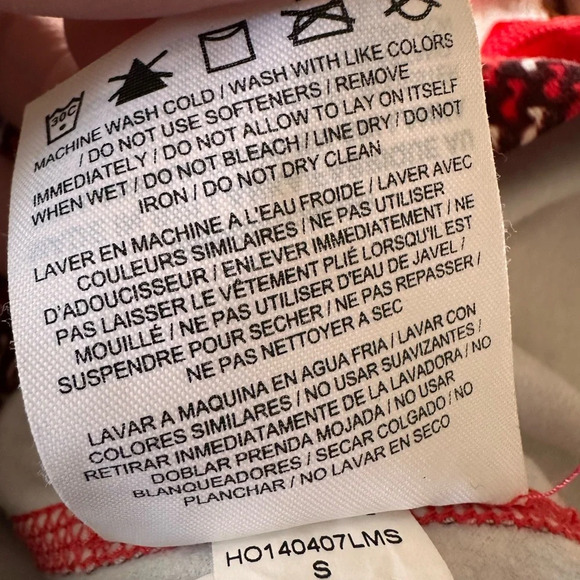 30C
MACHINE WASH COLD / WASH WITH LIKE COLORS
/ DO NOT USE SOFTENERS / REMOVE
IMMEDIATELY / DO NOT ALLOW TO LAY ON ITSELF
WHEN WET / DO NOT BLEACH / LINE DRY / DO NOT
IRON / DO NOT DRY CLEAN
LAVER EN MACHINE A L'EAU FROIDE / LAVER AVEC
COULEURS SIMILAIRES / NE PAS UTILISER
D'ADOUCISSEUR / ENLEVER IMMEDIATEMENT / NE
PAS LAISSER LE VÊTEMENT PLIÉ LORSQU'IL EST
MOUILLÉ / NE PAS UTILISER D'EAU DE JAVEL /
SUSPENDRE POUR SECHER / NE PAS REPASSER /
NE PAS NETTOYER A SEC
LAVAR A MAQUINA EN AGUA FRIA / LAVAR CON
COLORES SIMILARES / NO USAR SUAVIZANTES /
RETIRAR INMEDIATAMENTE DE LA LAVADORA / NO
DOBLAR PRENDA MOJADA / NO USAR
BLANQUEADORES / SECAR COLGADO / NO
PLANCHAR / NO LAVAR EN SECO
HO140407LMS
S